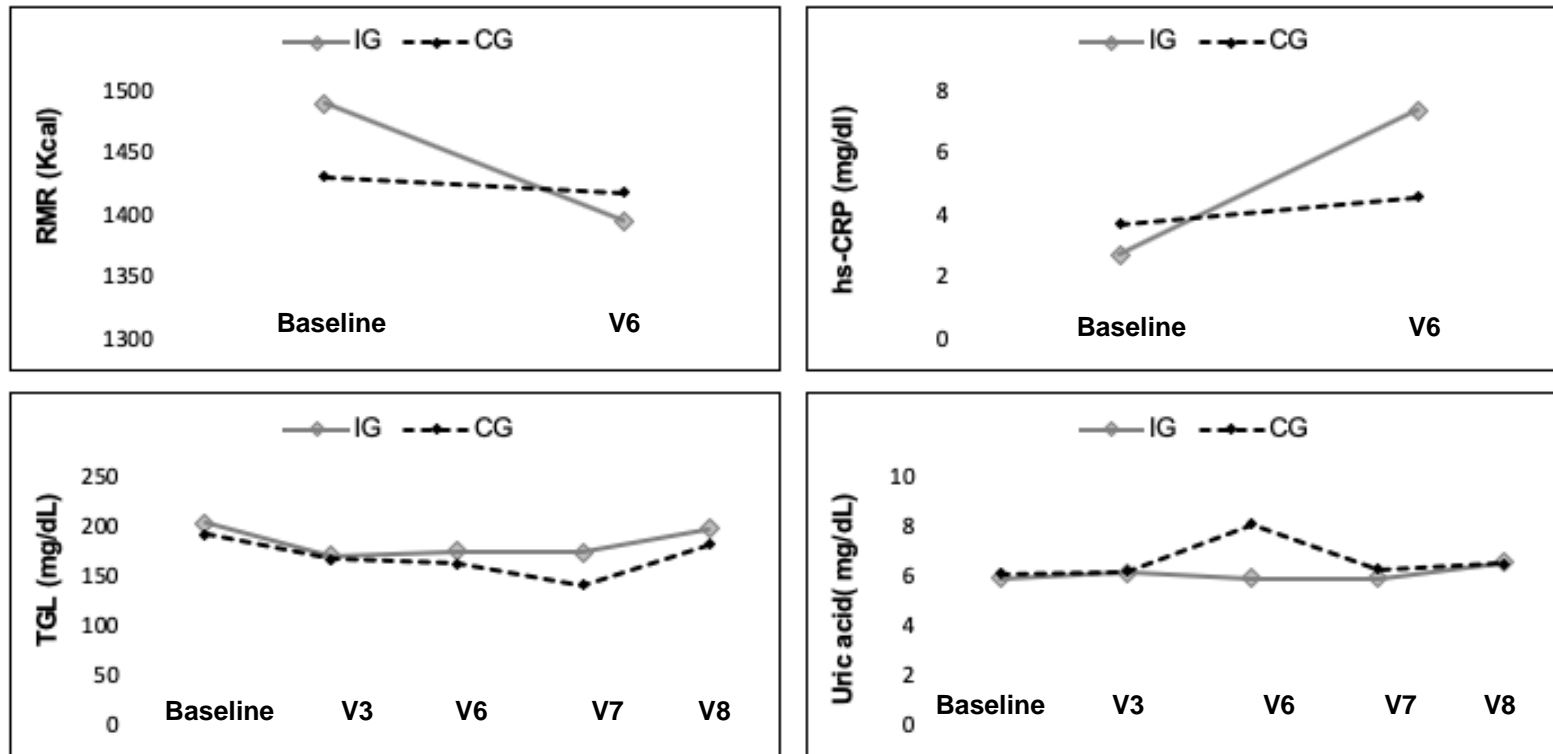 IG CG
RMR (Kcal)
1500
1450
1400
1350
1300
Baseline V6
IG CG
hs-CRP (mg/dl)
8
6
4
2
0
Baseline V6
IG CG
TGL (mg/dL)
250
200
150
100
50
0
Baseline V3 V6 V7 V8
IG CG
Uric acid( mg/dL)
10
8
6
4
2
0
Baseline V3 V6 V7 V8